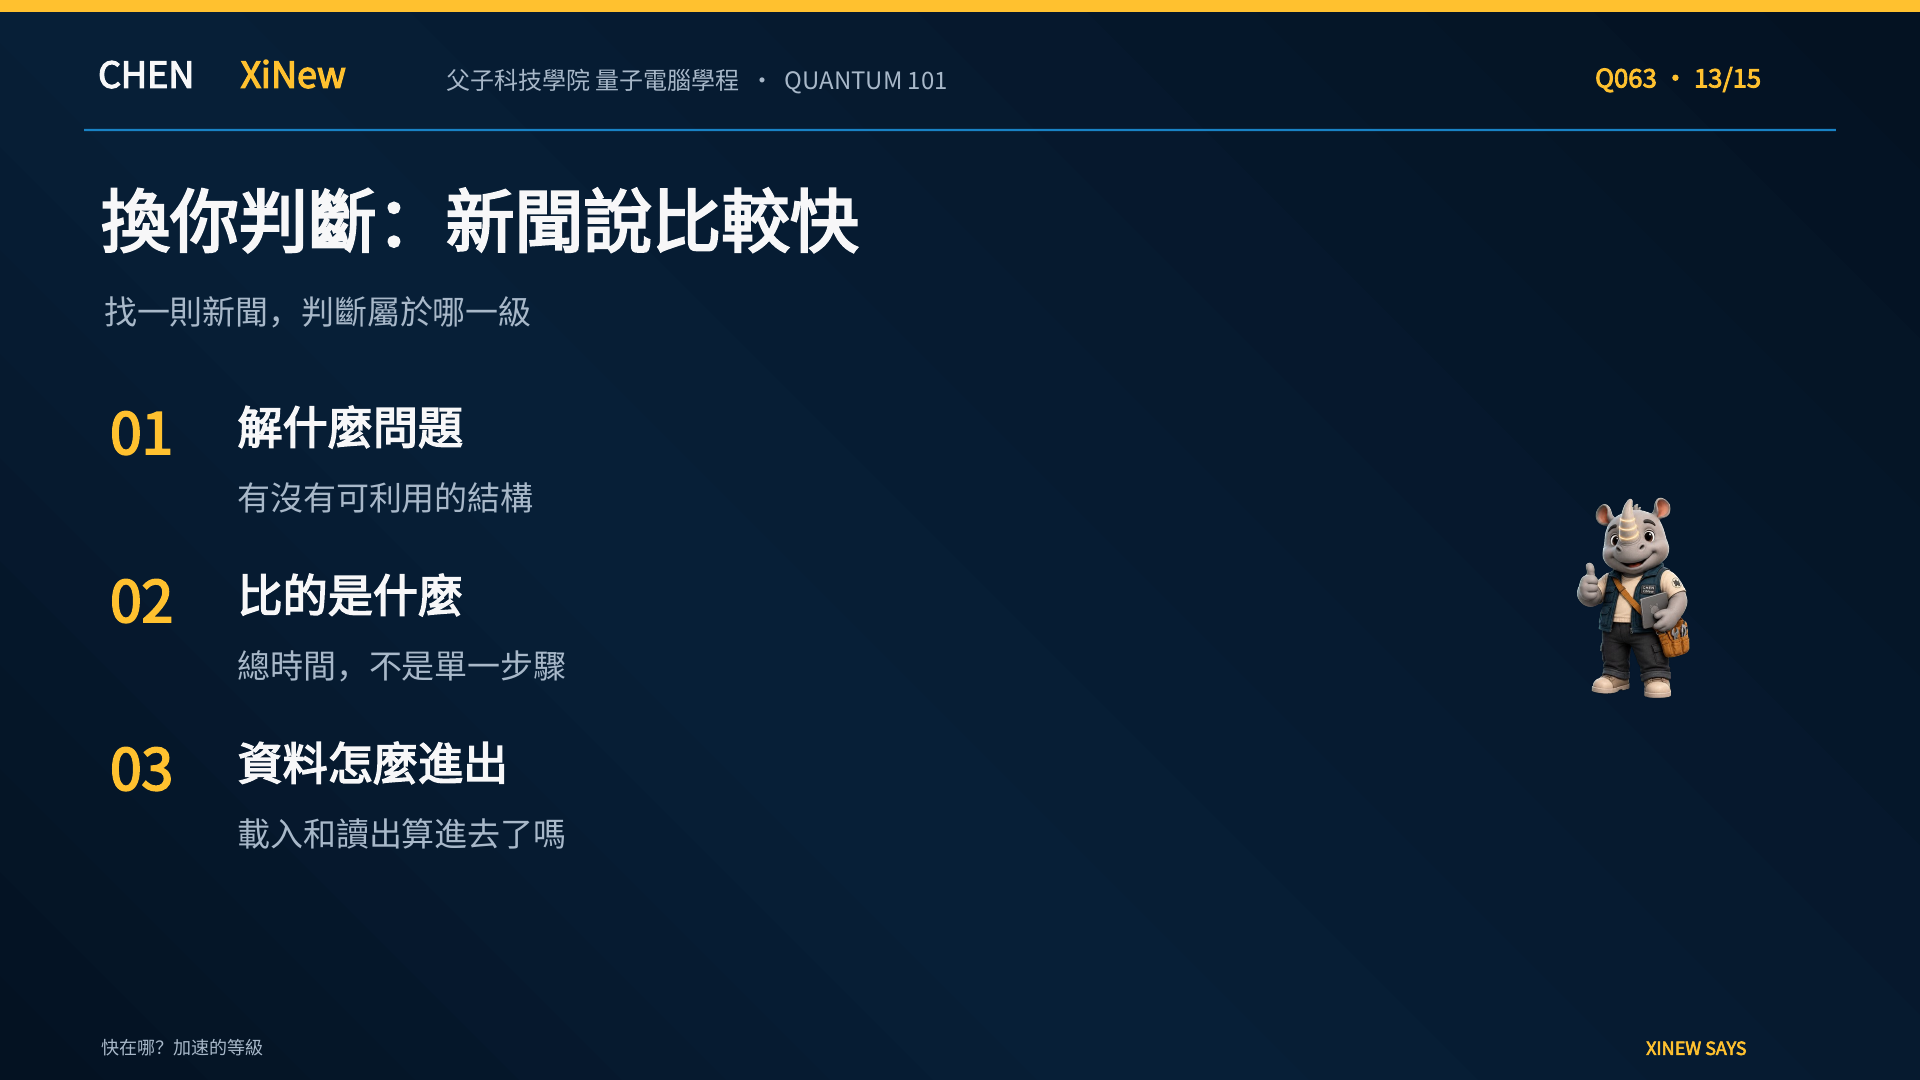 CHEN XiNew 父子科技學院 量子電腦學程 · QUANTUM 101 Q063 · 13/15
換你判斷：新聞說比較快
找一則新聞，判斷屬於哪一級
01 解什麼問題
有沒有可利用的結構
02 比的是什麼
總時間，不是單一步驟
03 資料怎麼進出
載入和讀出算進去了嗎
快在哪？加速的等級 XINEW SAYS